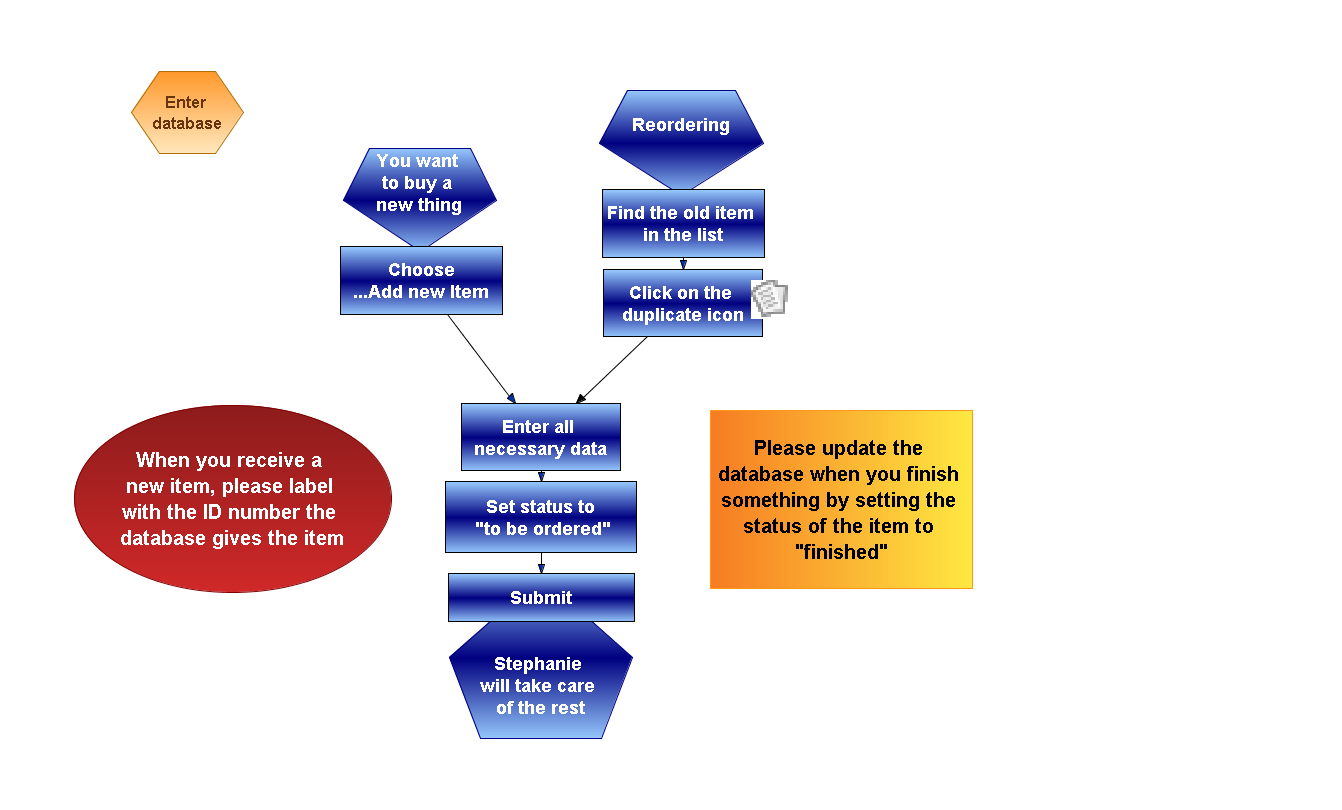 Enter
database
You want
to buy a
new thing
Choose
...Add new Item
Reordering
Find the old item
in the list
Click on the
duplicate icon
Enter all
necessary data
Set status to
"to be ordered"
Submit
Stephanie
will take care
of the rest
When you receive a
new item, please label
with the ID number the
database gives the item
Please update the
database when you finish
something by setting the
status of the item to
"finished"